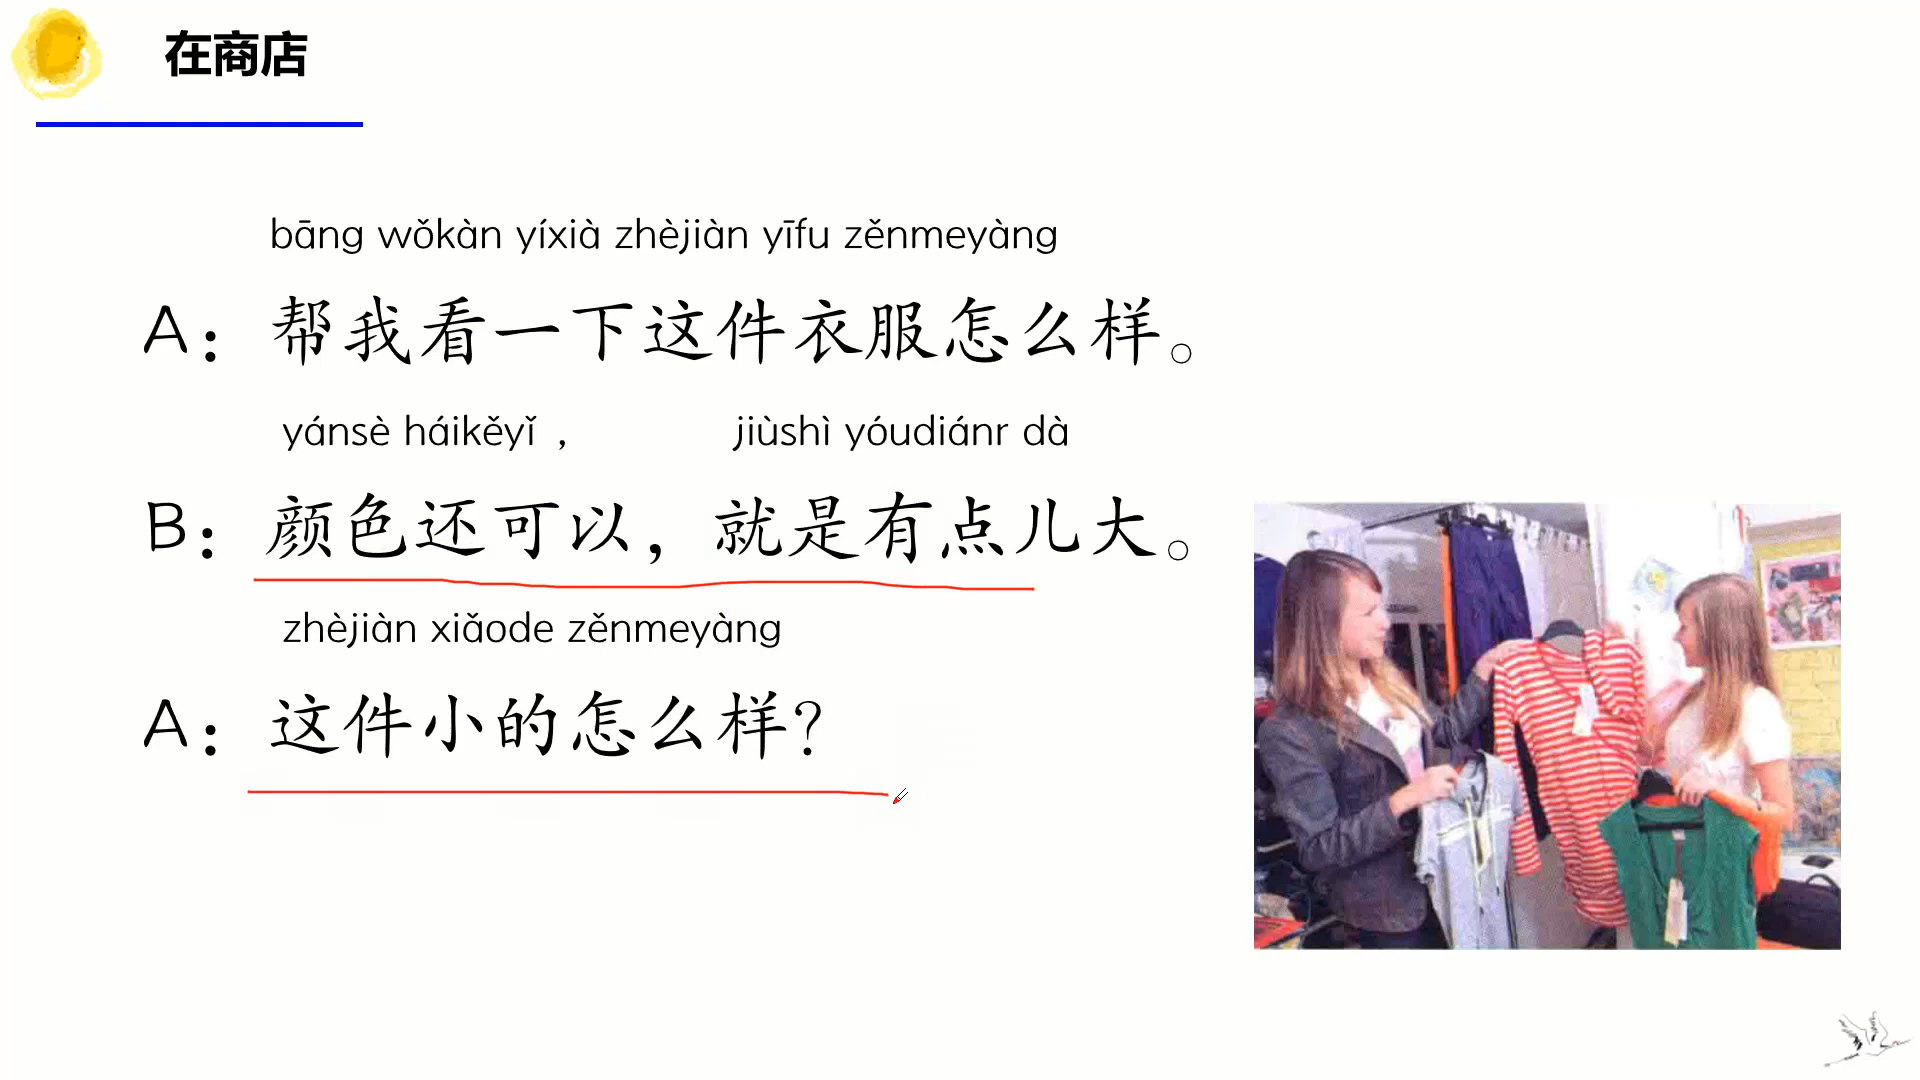 在商店
bāng wǒkàn yíxià zhèjiàn yīfu zěnmeyàng
A：帮我看一下这件衣服怎么样。
yánsè háikěyǐ ， jiùshì yóudiánr dà
B：颜色还可以，就是有点儿大。
zhèjiàn xiǎode zěnmeyàng
A：这件小的怎么样？